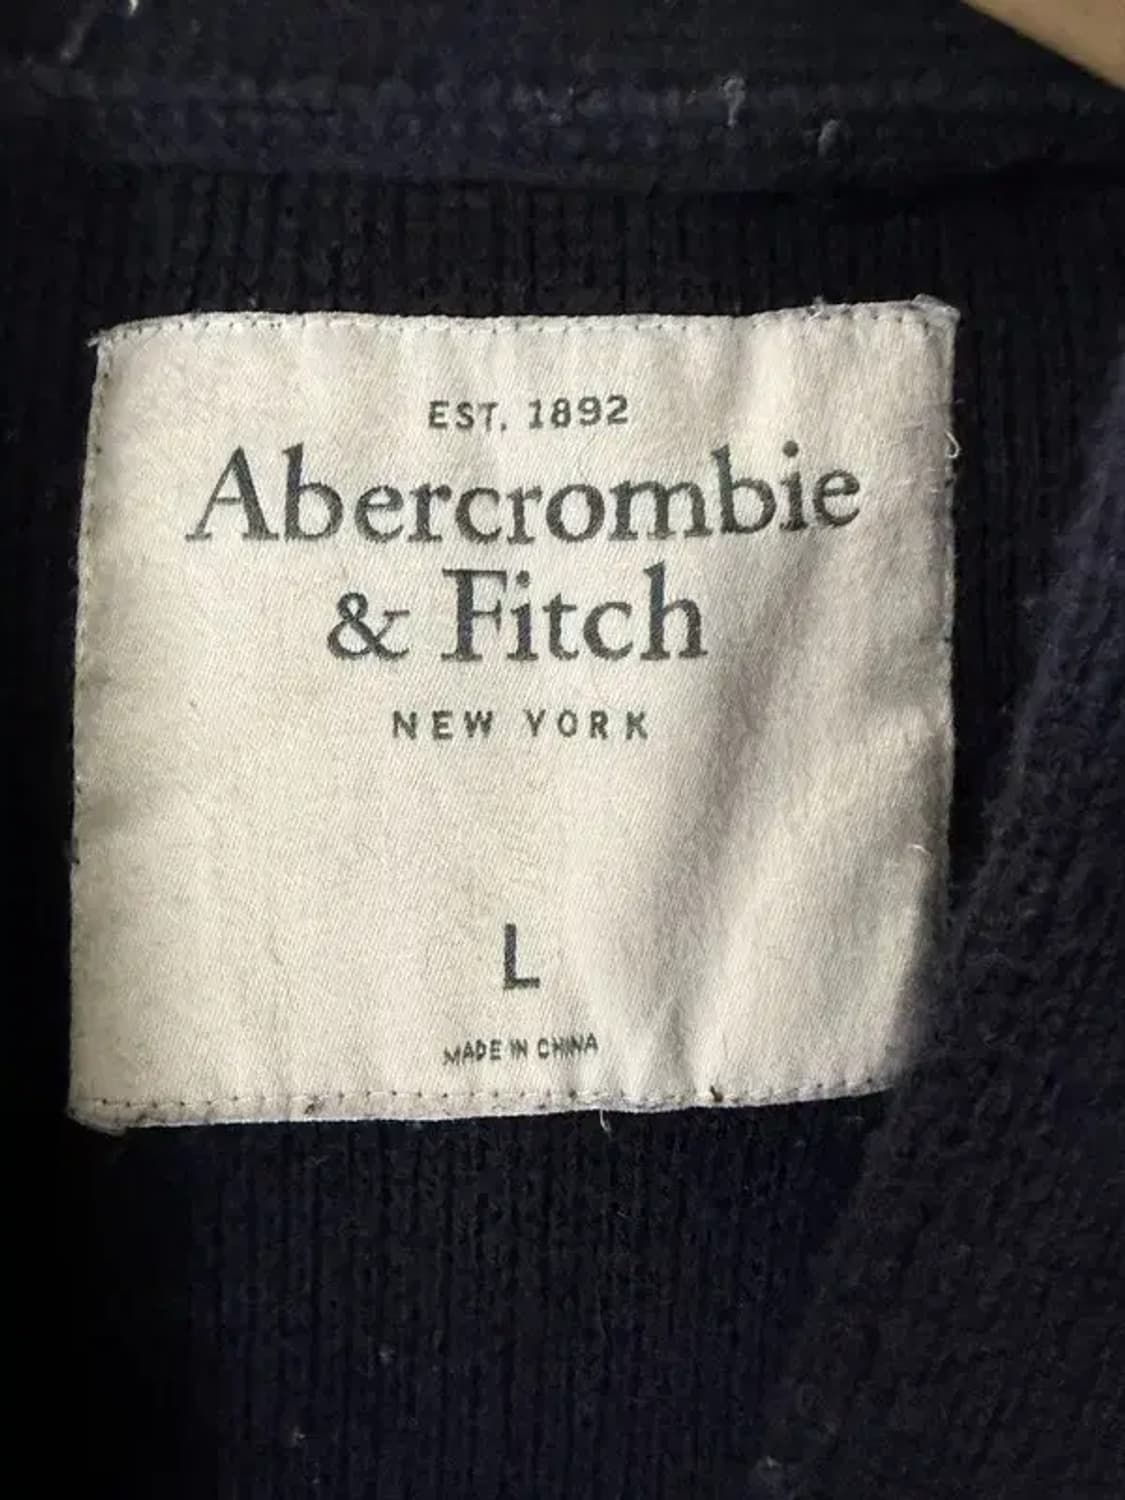 EST. 1892
Abercrombie
& Fitch
NEW YORK
L
MADE IN CHINA